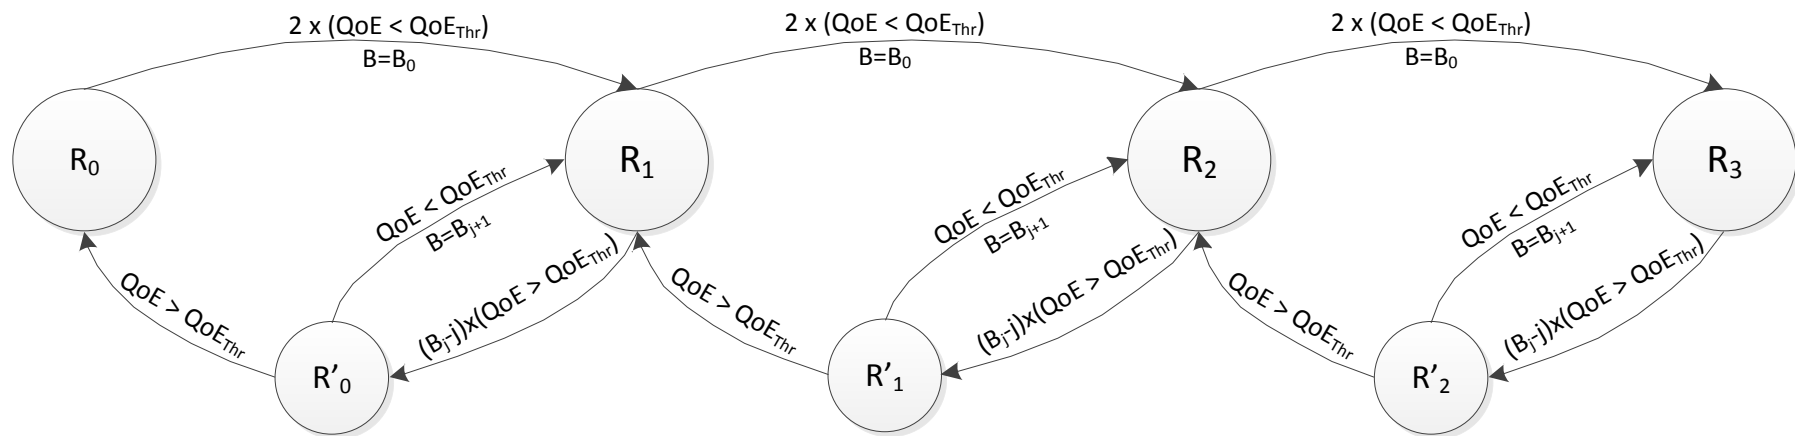 2 x (QoE < QoE_Thr)
B=B_0
2 x (QoE < QoE_Thr)
B=B_0
2 x (QoE < QoE_Thr)
B=B_0
R_0
R_1
R_2
R_3
QoE < QoE_Thr
B=B_j+1
QoE < QoE_Thr
B=B_j+1
QoE < QoE_Thr
B=B_j+1
QoE > QoE_Thr
(B_j-j)x(QoE > QoE_Thr)
QoE > QoE_Thr
(B_j-j)x(QoE > QoE_Thr)
QoE > QoE_Thr
(B_j-j)x(QoE > QoE_Thr)
R'_0
R'_1
R'_2